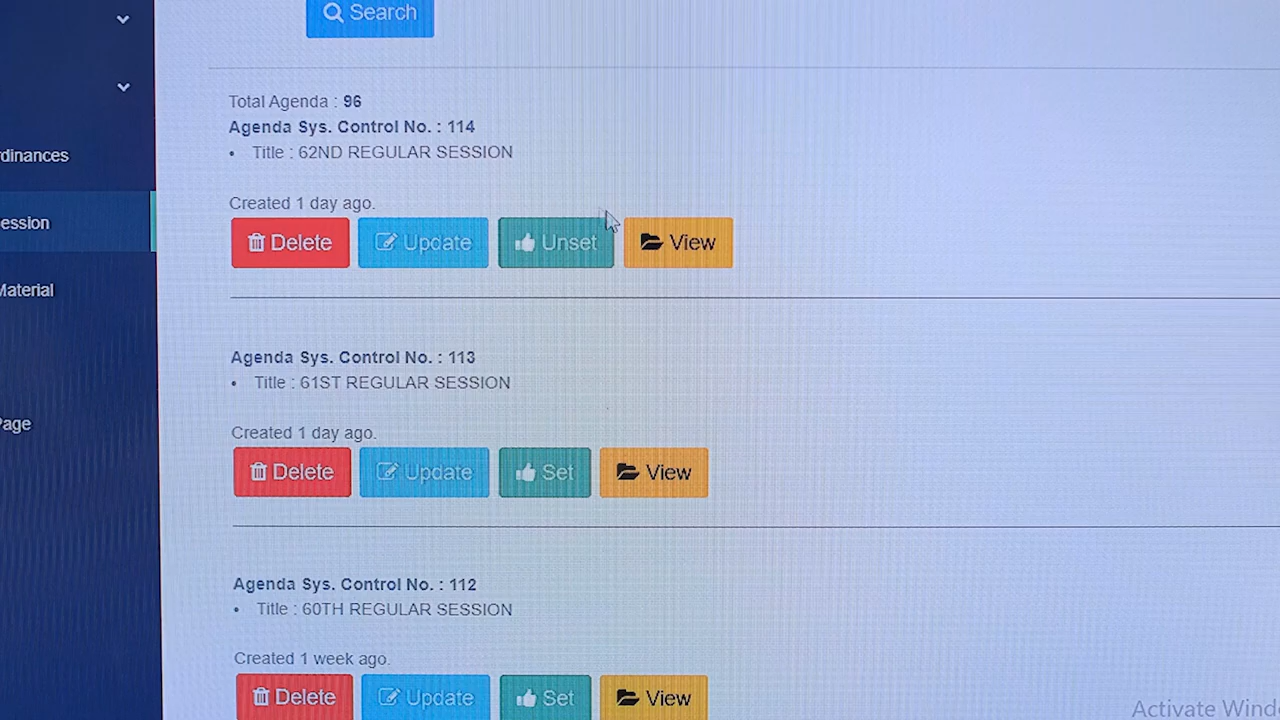 Search
Total Agenda : 96
Agenda Sys. Control No. : 114
• Title : 62ND REGULAR SESSION
Created 1 day ago.
Delete Update Unset View
Agenda Sys. Control No. : 113
• Title : 61ST REGULAR SESSION
Created 1 day ago.
Delete Update Set View
Agenda Sys. Control No. : 112
• Title : 60TH REGULAR SESSION
Created 1 week ago.
Delete Update Set View
rdinances
ession
Material
Page
Activate Wind